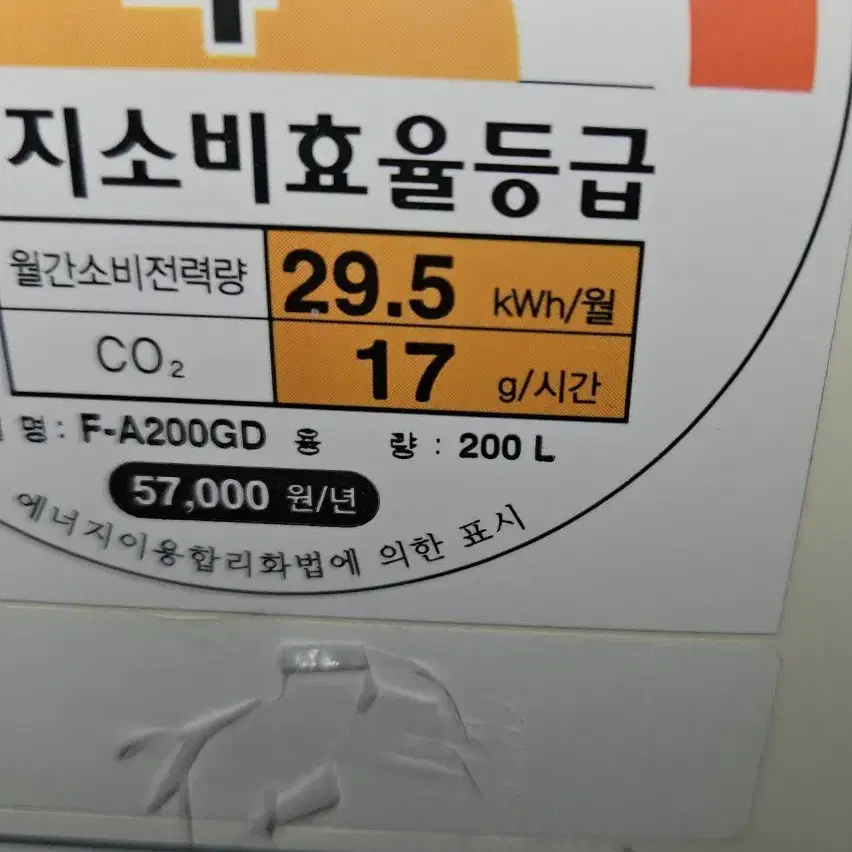 지소비효율등급
월간소비전력량 29.5 kWh/월
CO₂ 17 g/시간
명 : F-A200GD 용 량 : 200 L
57,000 원/년
에너지이용합리화법에 의한 표시